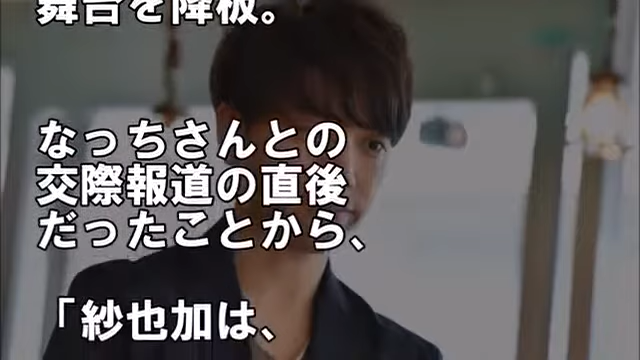 舞台を降板。
なっちさんとの
交際報道の直後
だったことから、
「紗也加は、